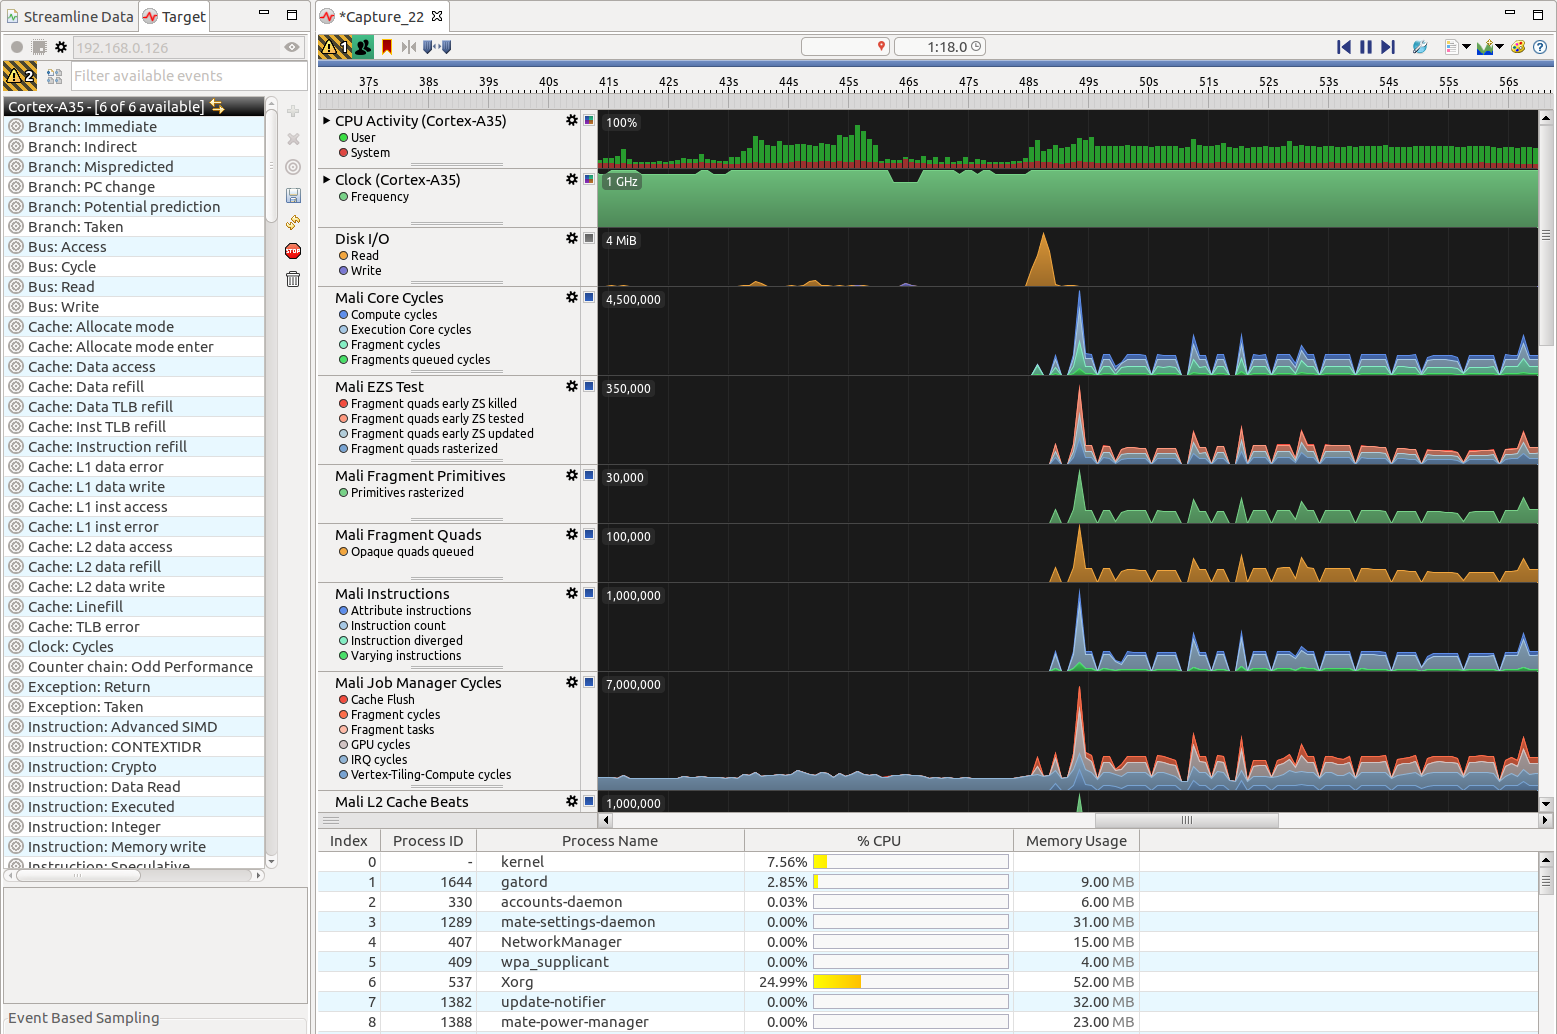 Streamline Data
Target
*Capture_22
192.168.0.126
1
1:18.0
2
Filter available events
37s 38s 39s 40s 41s 42s 43s 44s 45s 46s 47s 48s 49s 50s 51s 52s 53s 54s 55s 56s
Cortex-A35 - [6 of 6 available]
Branch: Immediate
Branch: Indirect
Branch: Mispredicted
Branch: PC change
Branch: Potential prediction
Branch: Taken
Bus: Access
Bus: Cycle
Bus: Read
Bus: Write
Cache: Allocate mode
Cache: Allocate mode enter
Cache: Data access
Cache: Data refill
Cache: Data TLB refill
Cache: Inst TLB refill
Cache: Instruction refill
Cache: L1 data error
Cache: L1 data write
Cache: L1 inst access
Cache: L1 inst error
Cache: L2 data access
Cache: L2 data refill
Cache: L2 data write
Cache: Linefill
Cache: TLB error
Clock: Cycles
Counter chain: Odd Performance
Exception: Return
Exception: Taken
Instruction: Advanced SIMD
Instruction: CONTEXTIDR
Instruction: Crypto
Instruction: Data Read
Instruction: Executed
Instruction: Integer
Instruction: Memory write
Instruction: Speculative
Event Based Sampling
STOP
CPU Activity (Cortex-A35)
User
System
100%
Clock (Cortex-A35)
Frequency
1 GHz
Disk I/O
Read
Write
4 MiB
Mali Core Cycles
Compute cycles
Execution Core cycles
Fragment cycles
Fragments queued cycles
4,500,000
Mali EZS Test
Fragment quads early ZS killed
Fragment quads early ZS tested
Fragment quads early ZS updated
Fragment quads rasterized
350,000
Mali Fragment Primitives
Primitives rasterized
30,000
Mali Fragment Quads
Opaque quads queued
100,000
Mali Instructions
Attribute instructions
Instruction count
Instruction diverged
Varying instructions
1,000,000
Mali Job Manager Cycles
Cache Flush
Fragment cycles
Fragment tasks
GPU cycles
IRQ cycles
Vertex-Tiling-Compute cycles
7,000,000
Mali L2 Cache Beats
1,000,000
Index Process ID Process Name % CPU Memory Usage
0 - kernel 7.56%
1 1644 gatord 2.85% 9.00 MB
2 330 accounts-daemon 0.03% 6.00 MB
3 1289 mate-settings-daemon 0.00% 31.00 MB
4 407 NetworkManager 0.00% 15.00 MB
5 409 wpa_supplicant 0.00% 4.00 MB
6 537 Xorg 24.99% 52.00 MB
7 1382 update-notifier 0.00% 32.00 MB
8 1388 mate-power-manager 0.00% 23.00 MB